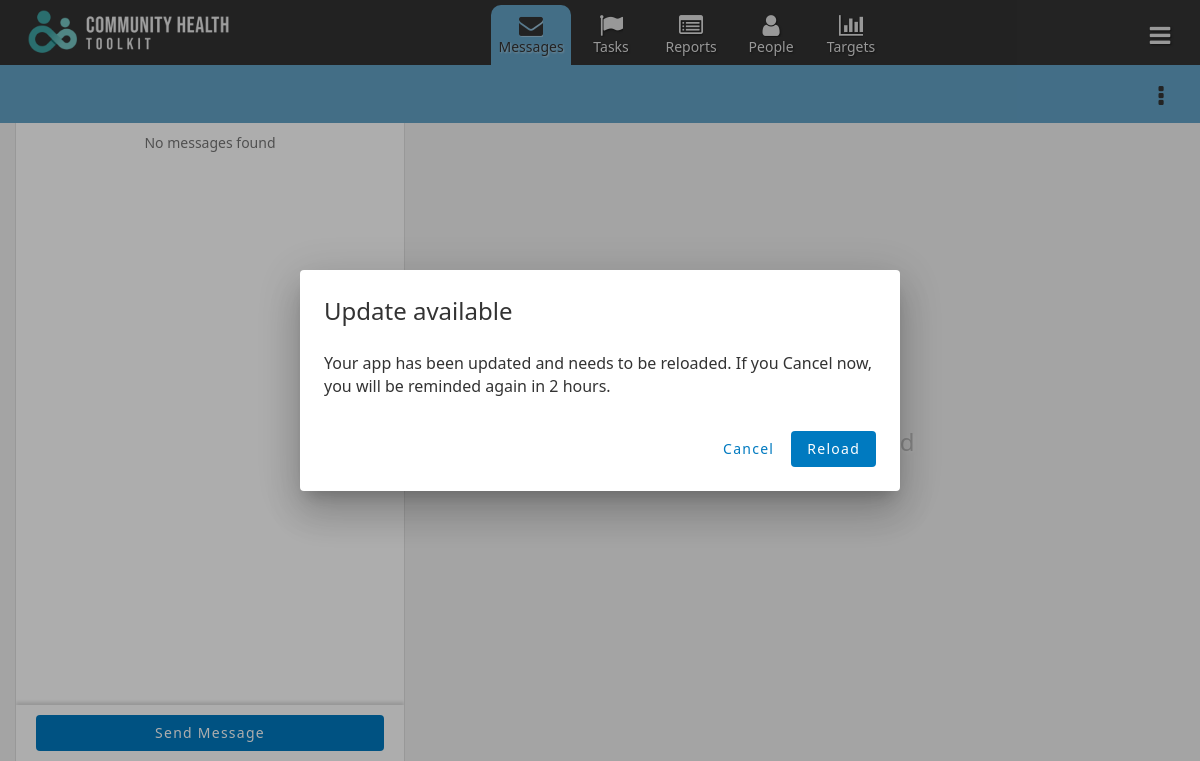 COMMUNITY HEALTH
TOOLKIT
Messages
Tasks
Reports
People
Targets
No messages found
Update available
Your app has been updated and needs to be reloaded. If you Cancel now,
you will be reminded again in 2 hours.
Cancel
Reload
Send Message